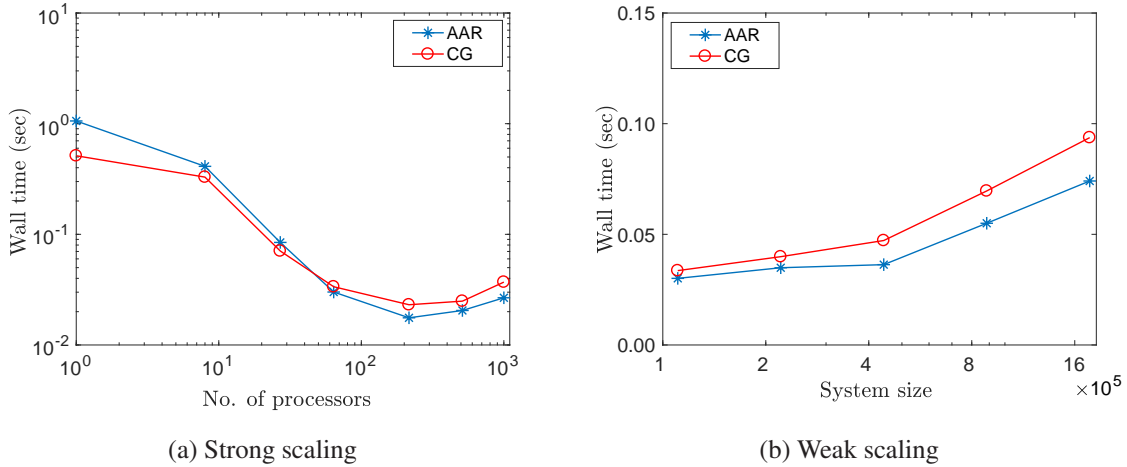 10^1
10^0
10^-1
10^-2
Wall time (sec)
10^0
10^1
10^2
10^3
No. of processors
AAR
CG
(a) Strong scaling
0.15
0.10
0.05
0.00
Wall time (sec)
1
2
4
8
16
×10^5
System size
AAR
CG
(b) Weak scaling